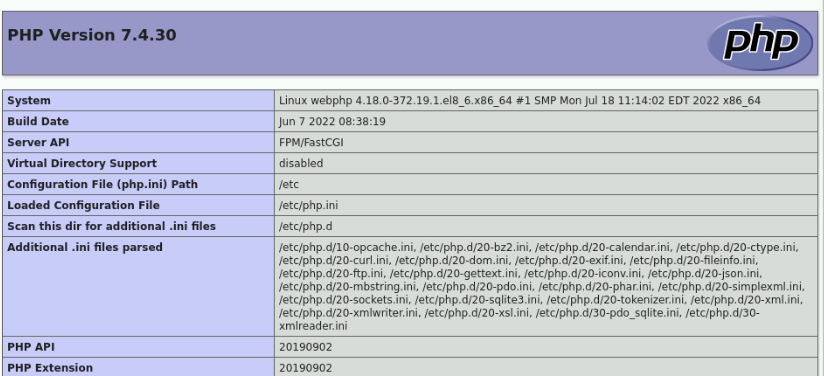 PHP Version 7.4.30
php
System Linux webphp 4.18.0-372.19.1.el8_6.x86_64 #1 SMP Mon Jul 18 11:14:02 EDT 2022 x86_64
Build Date Jun 7 2022 08:38:19
Server API FPM/FastCGI
Virtual Directory Support disabled
Configuration File (php.ini) Path /etc
Loaded Configuration File /etc/php.ini
Scan this dir for additional .ini files /etc/php.d
Additional .ini files parsed /etc/php.d/10-opcache.ini, /etc/php.d/20-bz2.ini, /etc/php.d/20-calendar.ini, /etc/php.d/20-ctype.ini,
/etc/php.d/20-curl.ini, /etc/php.d/20-dom.ini, /etc/php.d/20-exif.ini, /etc/php.d/20-fileinfo.ini,
/etc/php.d/20-ftp.ini, /etc/php.d/20-gettext.ini, /etc/php.d/20-iconv.ini, /etc/php.d/20-json.ini,
/etc/php.d/20-mbstring.ini, /etc/php.d/20-pdo.ini, /etc/php.d/20-phar.ini, /etc/php.d/20-simplexml.ini,
/etc/php.d/20-sockets.ini, /etc/php.d/20-sqlite3.ini, /etc/php.d/20-tokenizer.ini, /etc/php.d/20-xml.ini,
/etc/php.d/20-xmlwriter.ini, /etc/php.d/20-xsl.ini, /etc/php.d/30-pdo_sqlite.ini, /etc/php.d/30-
xmlreader.ini
PHP API 20190902
PHP Extension 20190902